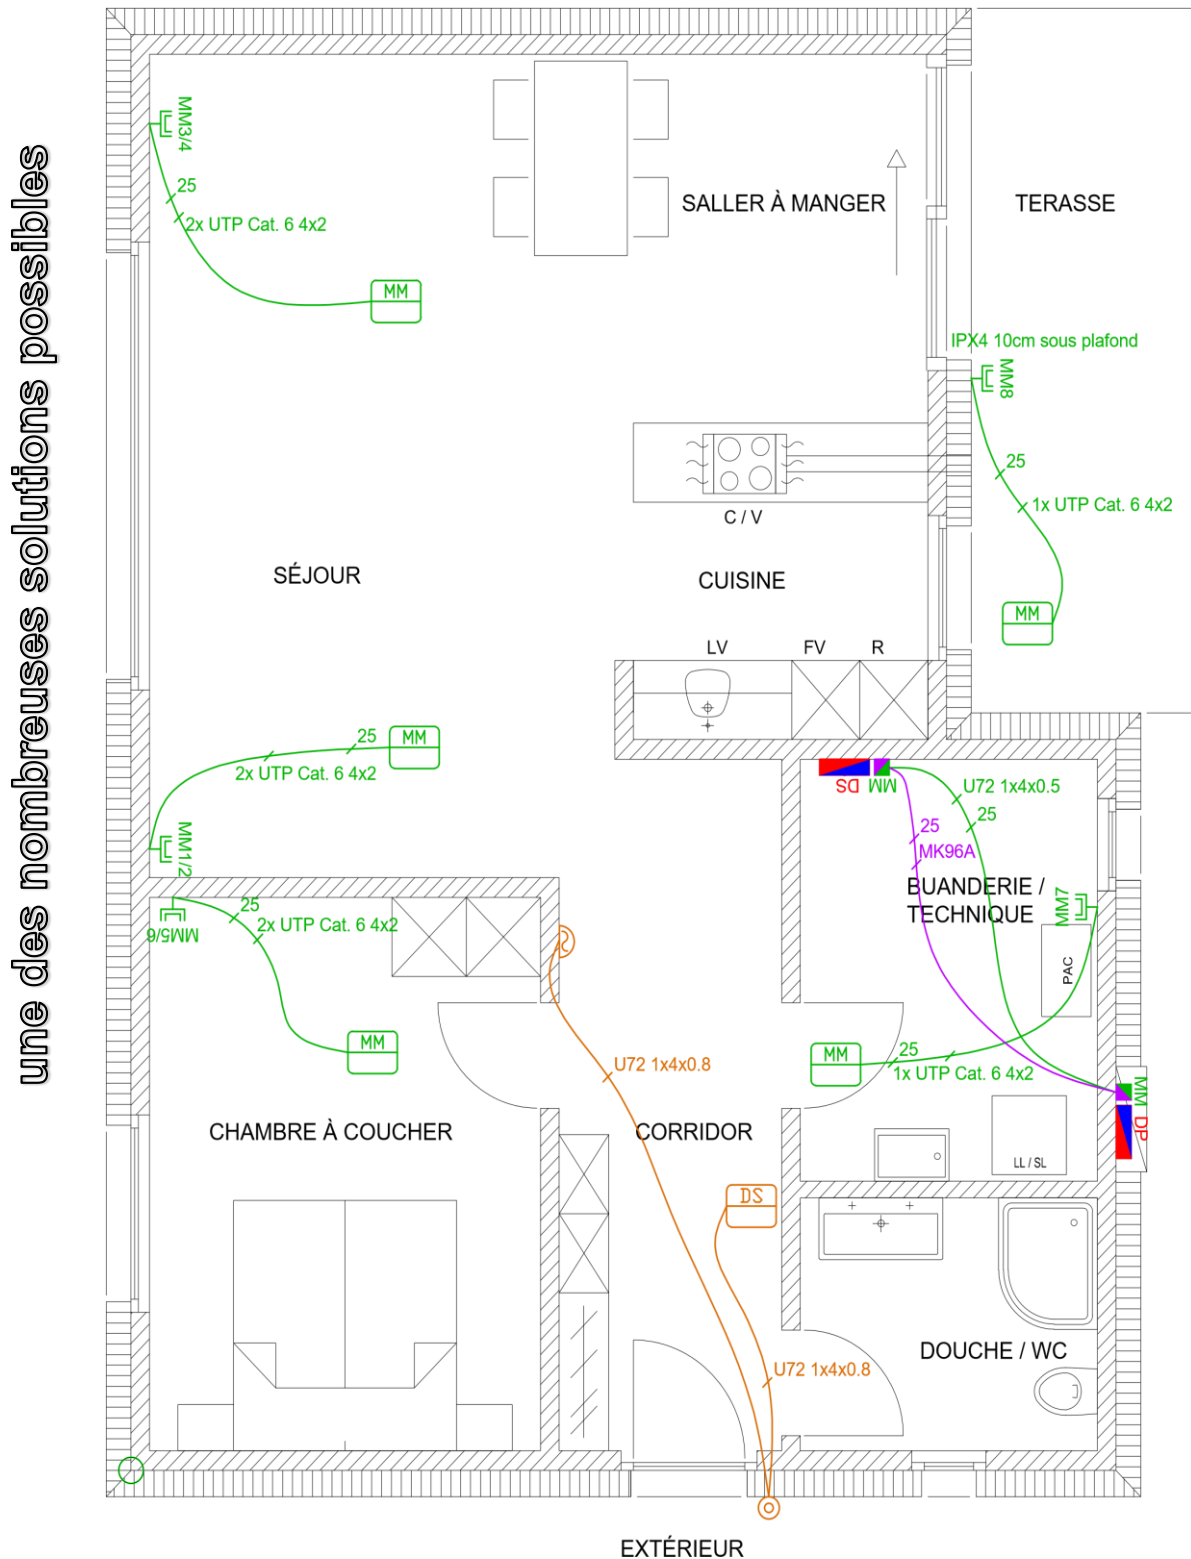 une des nombreuses solutions possibles
MM3/4
25
2x UTP Cat. 6 4x2
MM
SALLER À MANGER
TERASSE
IPX4 10cm sous plafond
MM8
25
1x UTP Cat. 6 4x2
MM
C / V
SÉJOUR
CUISINE
LV
FV
R
25
MM
2x UTP Cat. 6 4x2
MM1/2
DS
MM
U72 1x4x0.5
25
25
MK96A
BUANDERIE /
TECHNIQUE
MM7
PAC
MM5/6
25
2x UTP Cat. 6 4x2
MM
MM
25
1x UTP Cat. 6 4x2
U72 1x4x0.8
MM
DP
CHAMBRE À COUCHER
CORRIDOR
LL / SL
DS
DOUCHE / WC
U72 1x4x0.8
EXTÉRIEUR